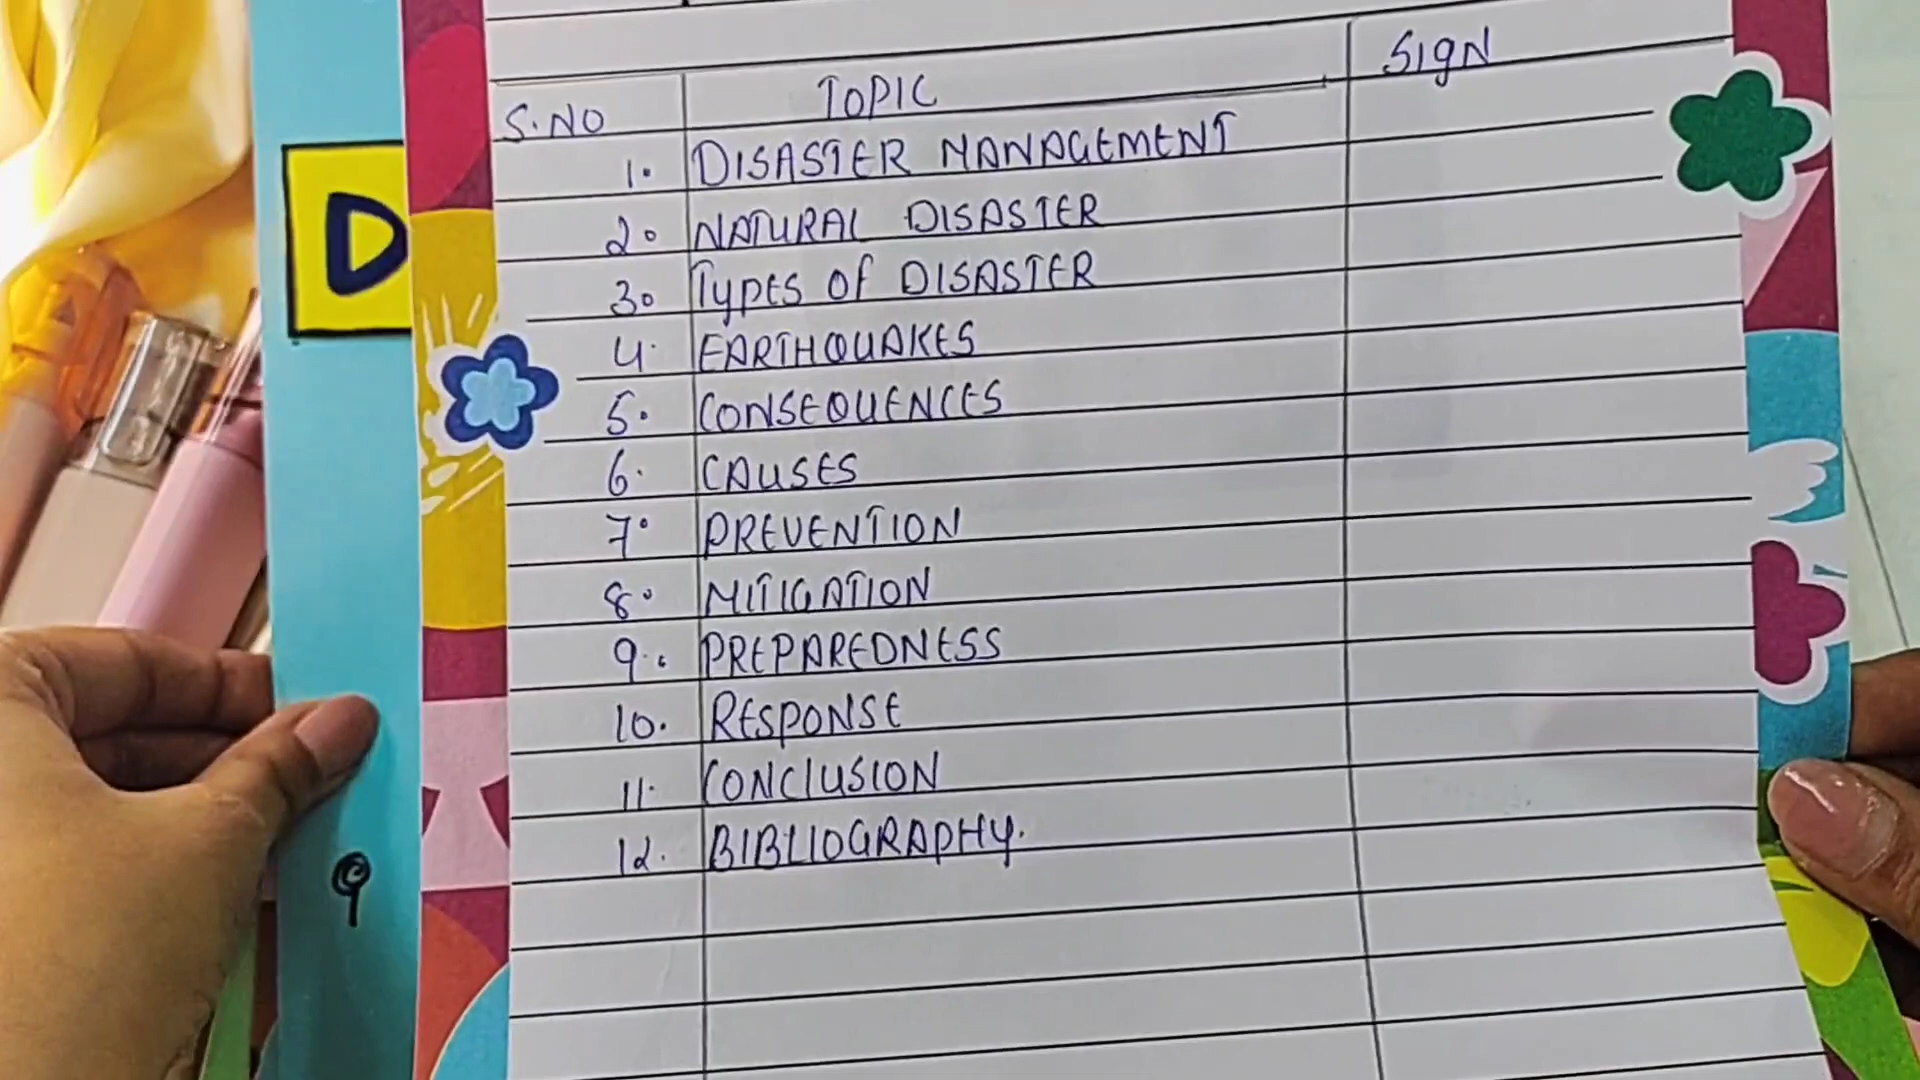 S.NO TOPIC SIGN
1. DISASTER MANAGEMENT
2. NATURAL DISASTER
3. Types of DISASTER
4. EARTHQUAKES
5. CONSEQUENCES
6. CAUSES
7. PREVENTION
8. MITIGATION
9. PREPAREDNESS
10. RESPONSE
11. CONCLUSION
12. BIBLIOGRAPHY.
D